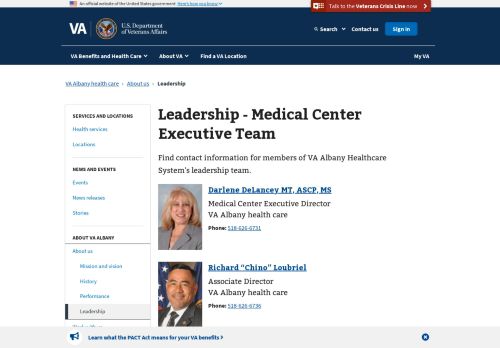 An official website of the United States government. Here's how you know
Talk to the Veterans Crisis Line now
VA
U.S. Department
of Veterans Affairs
Search
Contact us
Sign in
VA Benefits and Health Care
About VA
Find a VA Location
My VA
VA Albany health care › About us › Leadership
SERVICES AND LOCATIONS
Health services
Locations
NEWS AND EVENTS
Events
News releases
Stories
ABOUT VA ALBANY
About us
Mission and vision
History
Performance
Leadership
Leadership - Medical Center
Executive Team
Find contact information for members of VA Albany Healthcare
System's leadership team.
Darlene DeLancey MT, ASCP, MS
Medical Center Executive Director
VA Albany health care
Phone: 518-626-6731
Richard “Chino” Loubriel
Associate Director
VA Albany health care
Phone: 518-626-6736
Learn what the PACT Act means for your VA benefits